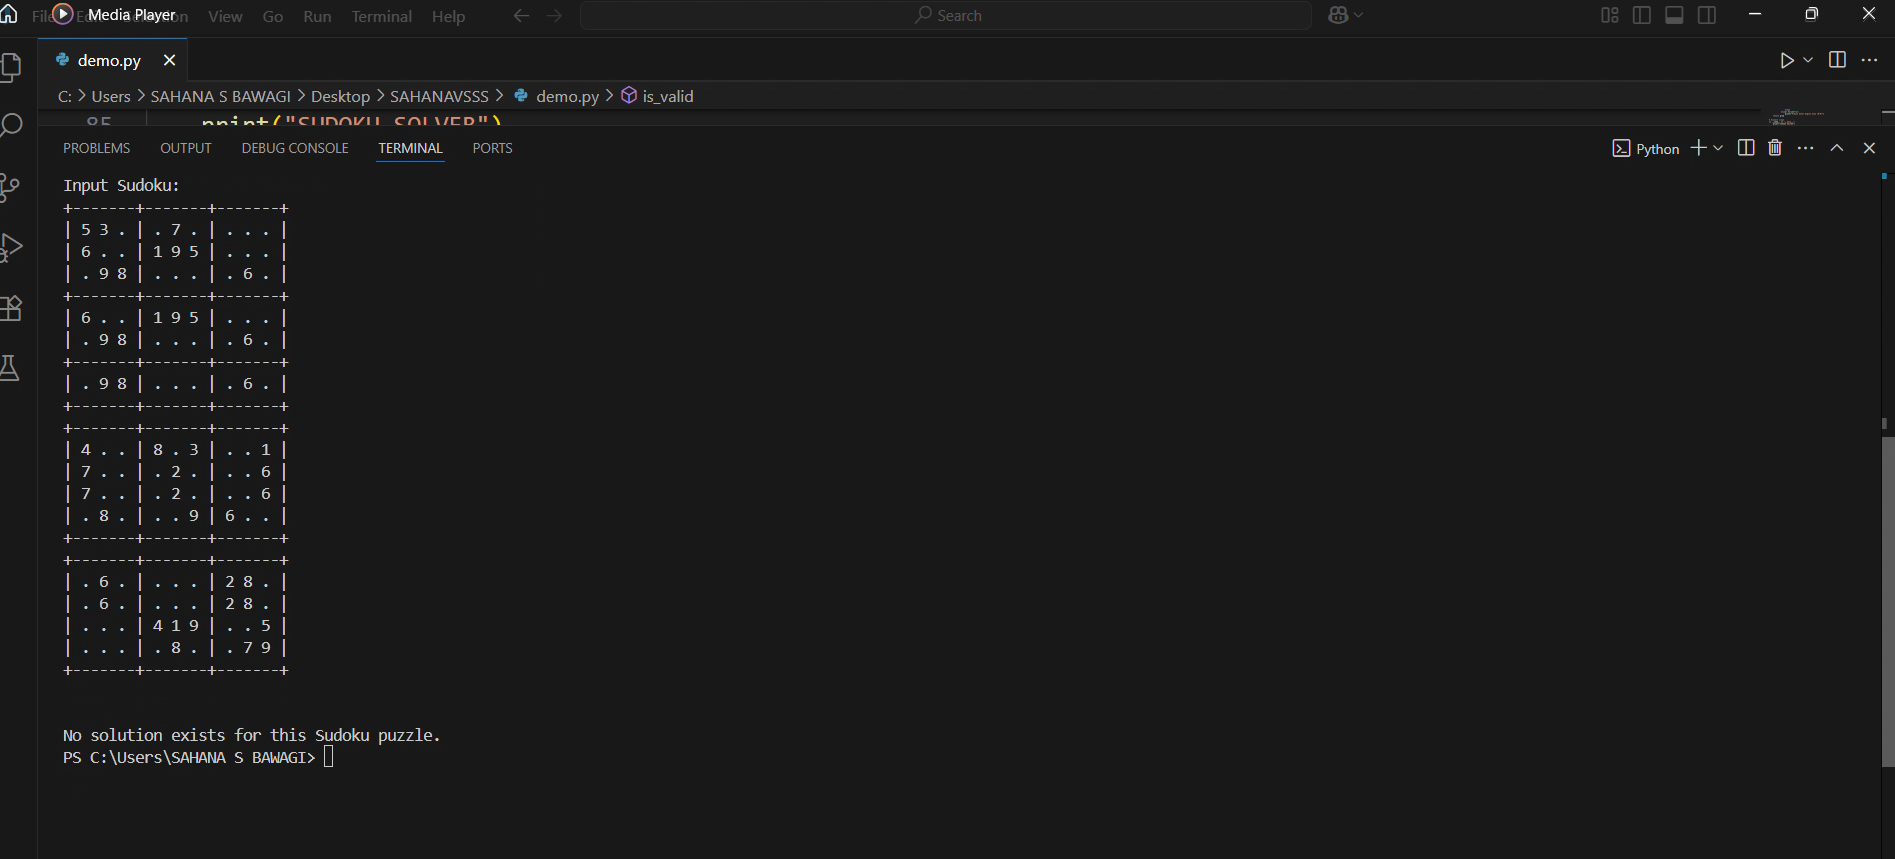 File Edit Selection View Go Run Terminal Help Search
Media Player
demo.py
C: > Users > SAHANA S BAWAGI > Desktop > SAHANAVSSS > demo.py > is_valid
85 print("SUDOKU SOLVER")
PROBLEMS OUTPUT DEBUG CONSOLE TERMINAL PORTS Python
Input Sudoku:
+-------+-------+-------+
| 5 3 . | . 7 . | . . . |
| 6 . . | 1 9 5 | . . . |
| . 9 8 | . . . | . 6 . |
+-------+-------+-------+
| 6 . . | 1 9 5 | . . . |
| . 9 8 | . . . | . 6 . |
+-------+-------+-------+
| . 9 8 | . . . | . 6 . |
+-------+-------+-------+
+-------+-------+-------+
| 4 . . | 8 . 3 | . . 1 |
| 7 . . | . 2 . | . . 6 |
| 7 . . | . 2 . | . . 6 |
| . 8 . | . . 9 | 6 . . |
+-------+-------+-------+
+-------+-------+-------+
| . 6 . | . . . | 2 8 . |
| . 6 . | . . . | 2 8 . |
| . . . | 4 1 9 | . . 5 |
| . . . | . 8 . | . 7 9 |
+-------+-------+-------+
No solution exists for this Sudoku puzzle.
PS C:\Users\SAHANA S BAWAGI>